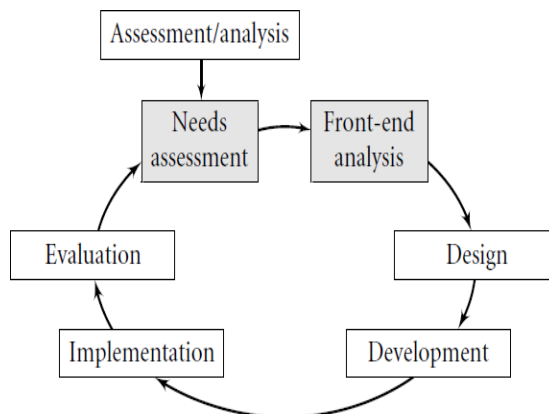 Assessment/analysis
Needs
assessment
Front-end
analysis
Evaluation
Design
Implementation
Development